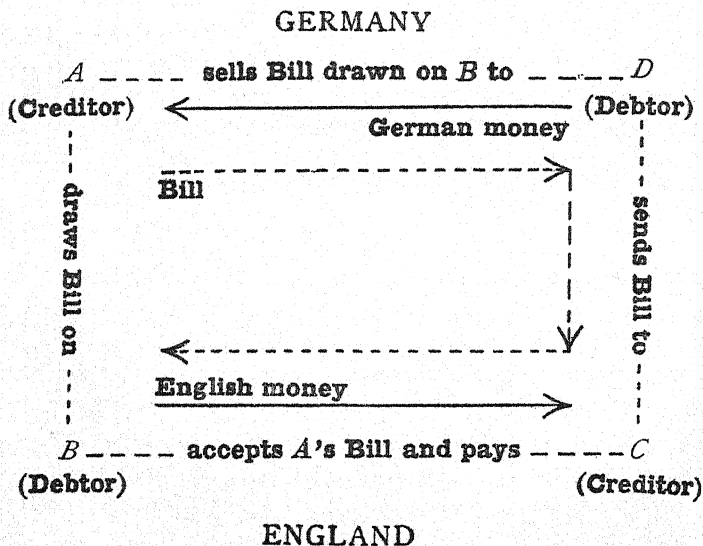 GERMANY
A sells Bill drawn on B to D
(Creditor) (Debtor)
German money
Bill
draws Bill on
sends Bill to
English money
B accepts A's Bill and pays C
(Debtor) (Creditor)
ENGLAND